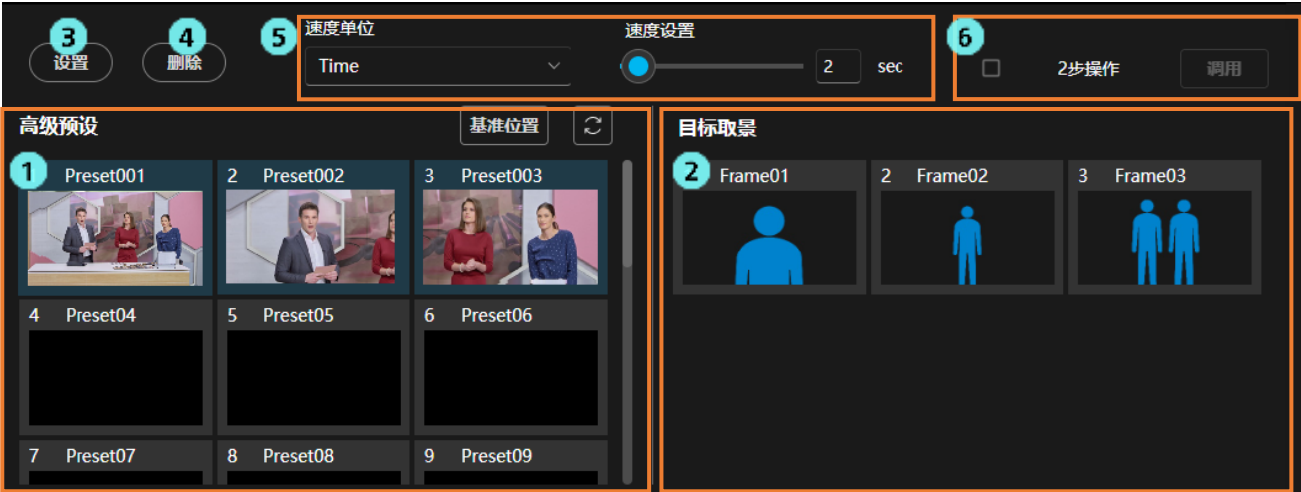 3 4 5 速度单位 速度设置 6
设置 删除 Time 2 sec 2步操作 调用
高级预设 基准位置 目标取景
1 Preset001 2 Preset002 3 Preset003 2 Frame01 2 Frame02 3 Frame03
4 Preset04 5 Preset05 6 Preset06
7 Preset07 8 Preset08 9 Preset09